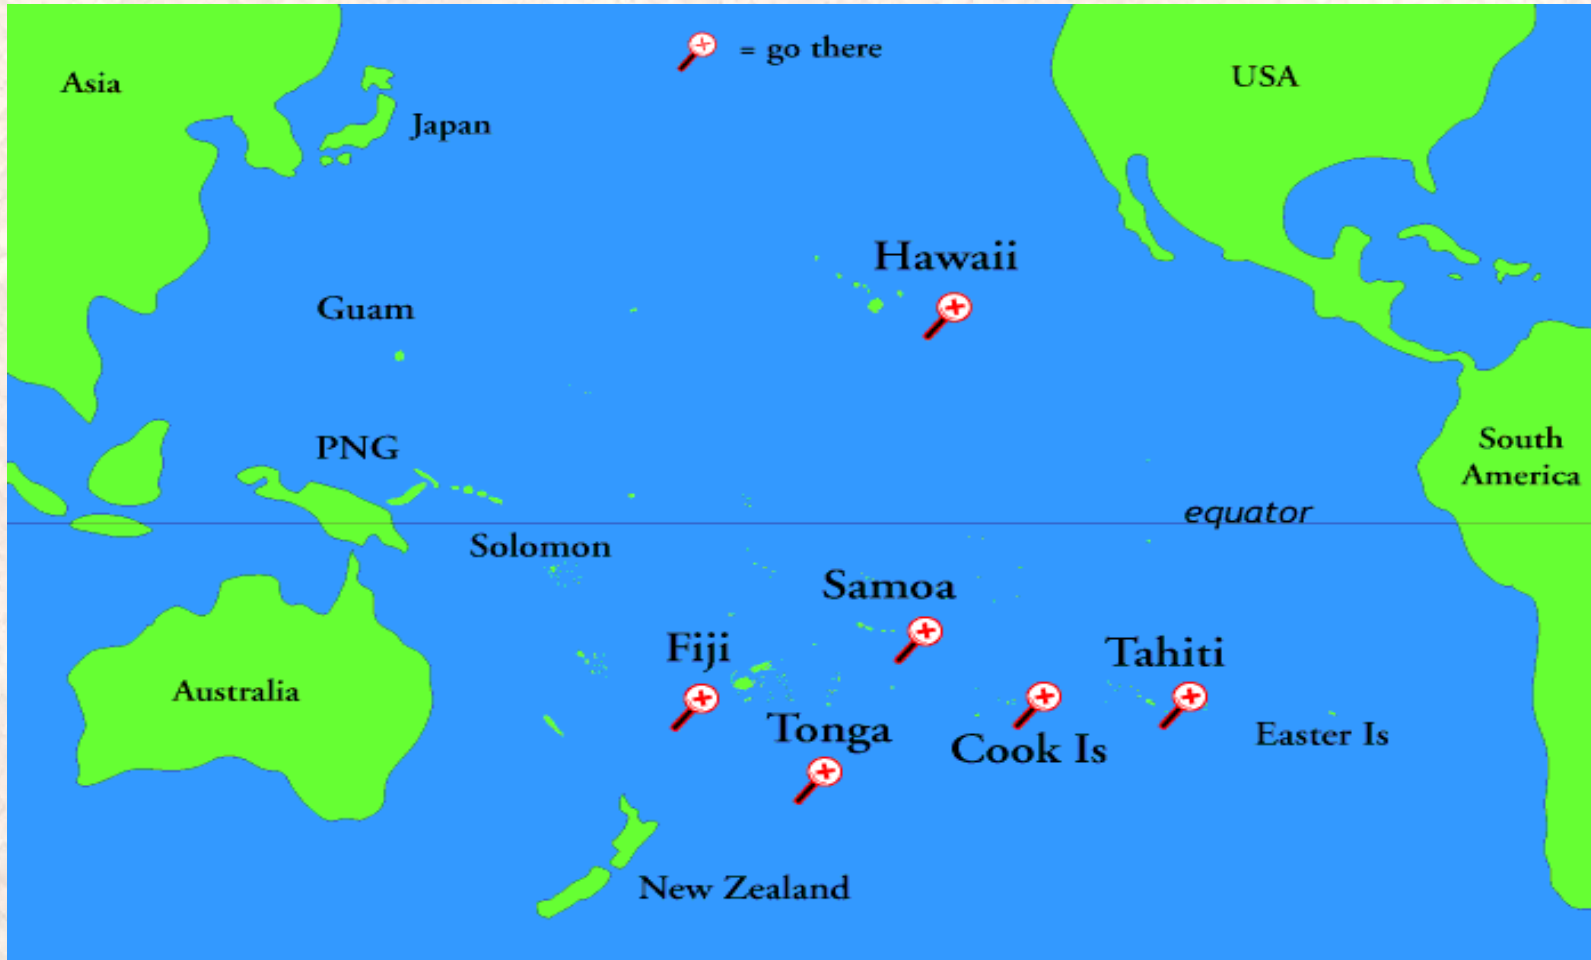 = go there
Asia
USA
Japan
Hawaii
Guam
PNG
South
America
equator
Solomon
Samoa
Fiji
Tahiti
Australia
Tonga
Cook Is
Easter Is
New Zealand